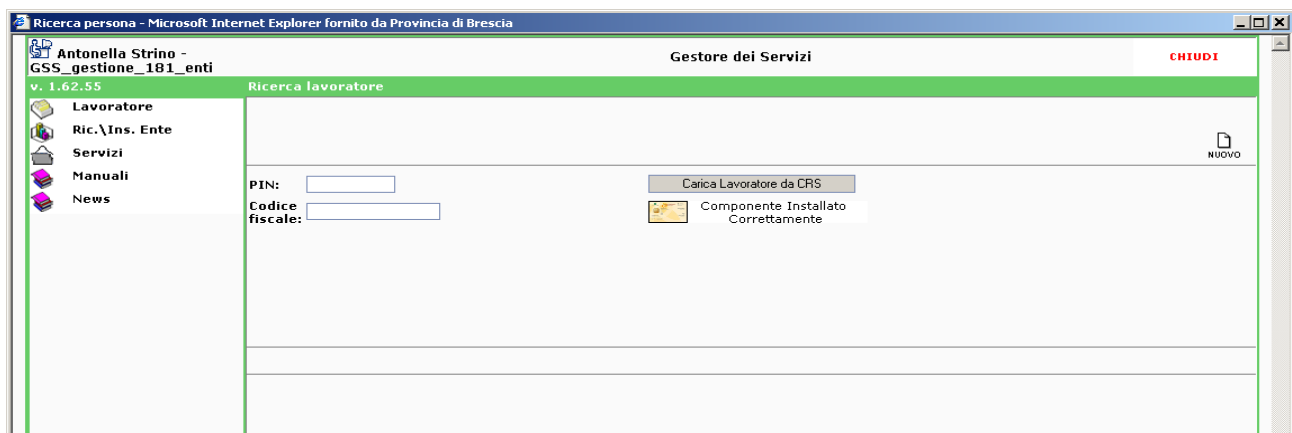 Ricerca persona - Microsoft Internet Explorer fornito da Provincia di Brescia
Antonella Strino -
GSS_gestione_181_enti
Gestore dei Servizi
CHIUDI
v. 1.62.55
Ricerca lavoratore
Lavoratore
Ric.\Ins. Ente
Servizi
Manuali
News
NUOVO
PIN:
Carica Lavoratore da CRS
Codice
fiscale:
Componente Installato
Correttamente